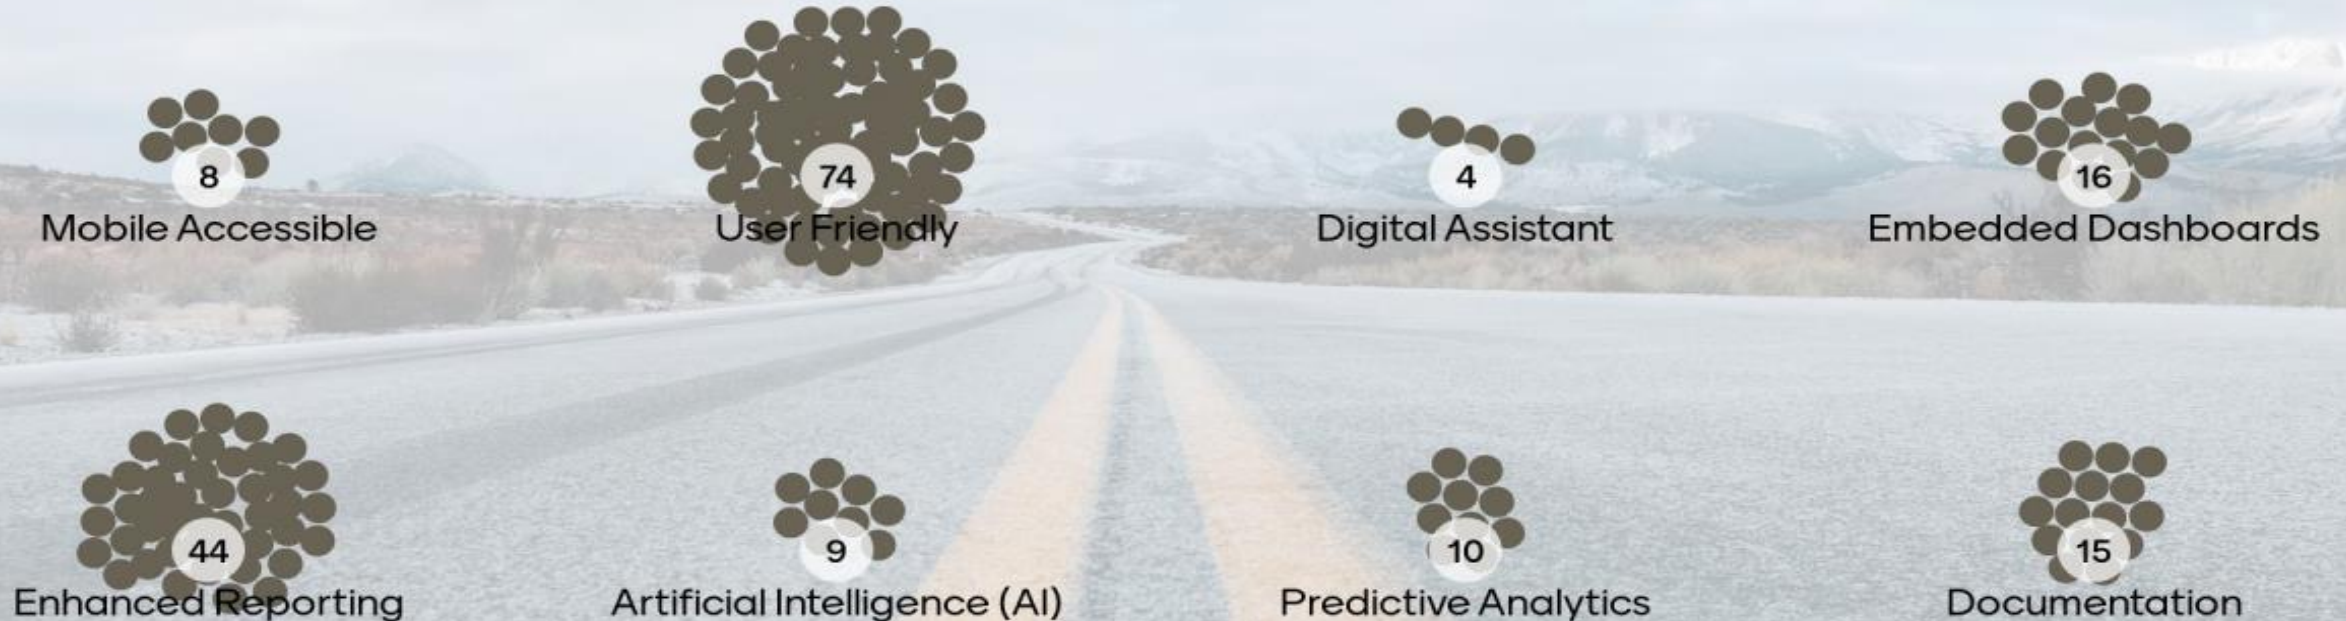 8
Mobile Accessible
74
User Friendly
4
Digital Assistant
16
Embedded Dashboards
44
Enhanced Reporting
9
Artificial Intelligence (AI)
10
Predictive Analytics
15
Documentation